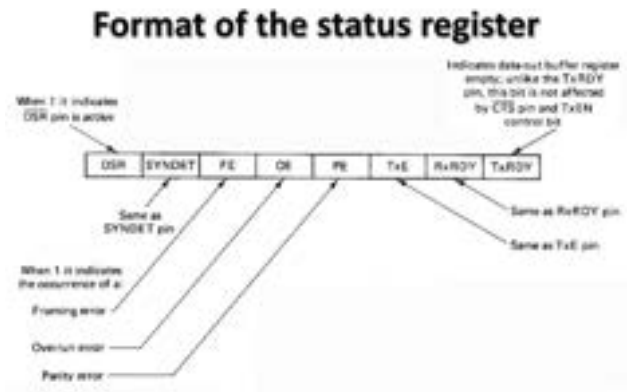 Format of the status register
Indicates data-out buffer register
empty; unlike the TxRDY
pin, this bit is not affected
by CTS pin and TxEN
control bit
When 1 it indicates
DSR pin is active
DSR SYNDET FE OE PE TxE RxRDY TxRDY
Same as
SYNDET pin
Same as RxRDY pin
Same as TxE pin
When 1 it indicates
the occurrence of a:
Framing error
Overrun error
Parity error